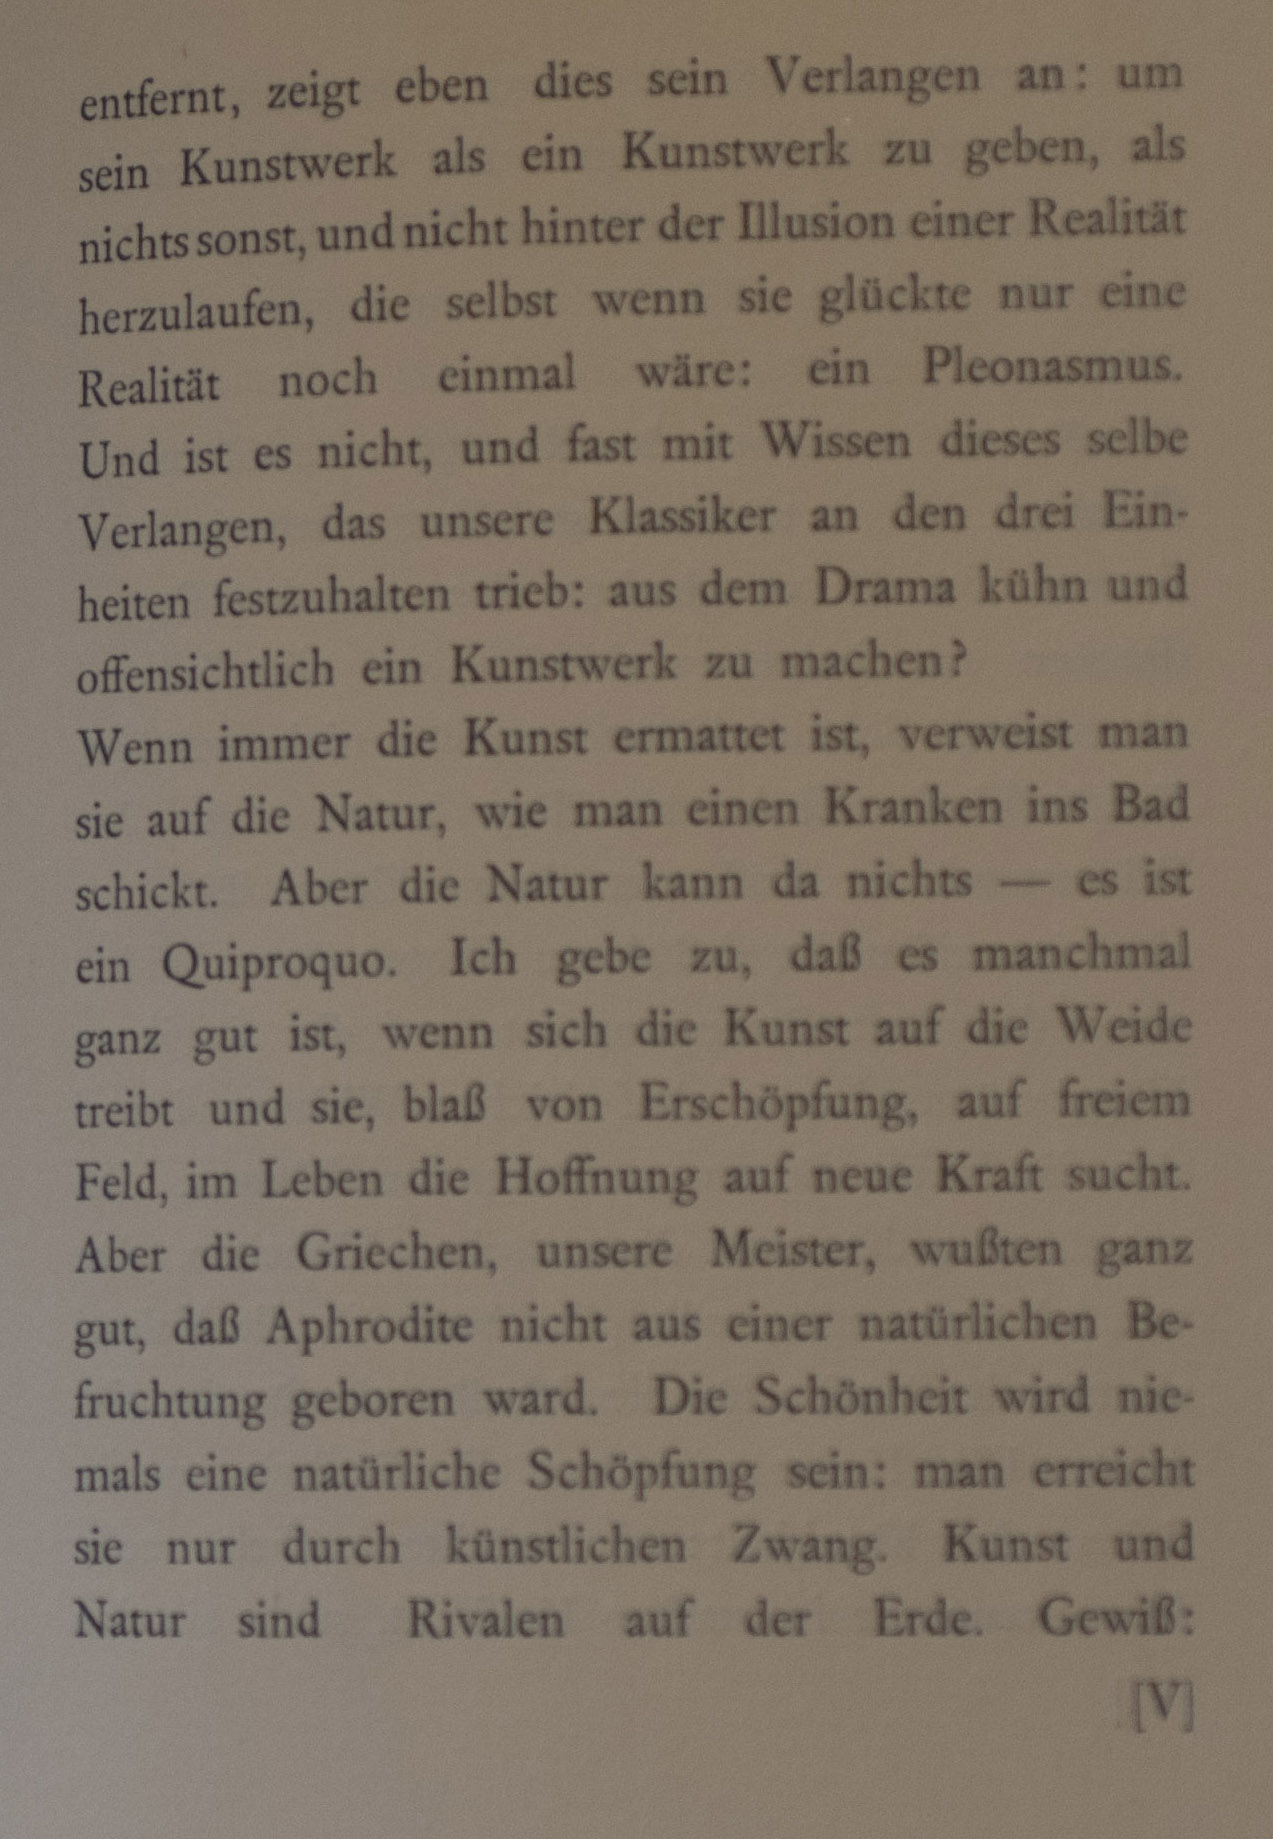 entfernt, zeigt eben dies sein Verlangen an: um
sein Kunstwerk als ein Kunstwerk zu geben, als
nichts sonst, und nicht hinter der Illusion einer Realität
herzulaufen, die selbst wenn sie glückte nur eine
Realität noch einmal wäre: ein Pleonasmus.
Und ist es nicht, und fast mit Wissen dieses selbe
Verlangen, das unsere Klassiker an den drei Ein-
heiten festzuhalten trieb: aus dem Drama kühn und
offensichtlich ein Kunstwerk zu machen?
Wenn immer die Kunst ermattet ist, verweist man
sie auf die Natur, wie man einen Kranken ins Bad
schickt. Aber die Natur kann da nichts — es ist
ein Quiproquo. Ich gebe zu, daß es manchmal
ganz gut ist, wenn sich die Kunst auf die Weide
treibt und sie, blaß von Erschöpfung, auf freiem
Feld, im Leben die Hoffnung auf neue Kraft sucht.
Aber die Griechen, unsere Meister, wußten ganz
gut, daß Aphrodite nicht aus einer natürlichen Be-
fruchtung geboren ward. Die Schönheit wird nie-
mals eine natürliche Schöpfung sein: man erreicht
sie nur durch künstlichen Zwang. Kunst und
Natur sind Rivalen auf der Erde. Gewiß:
[V]